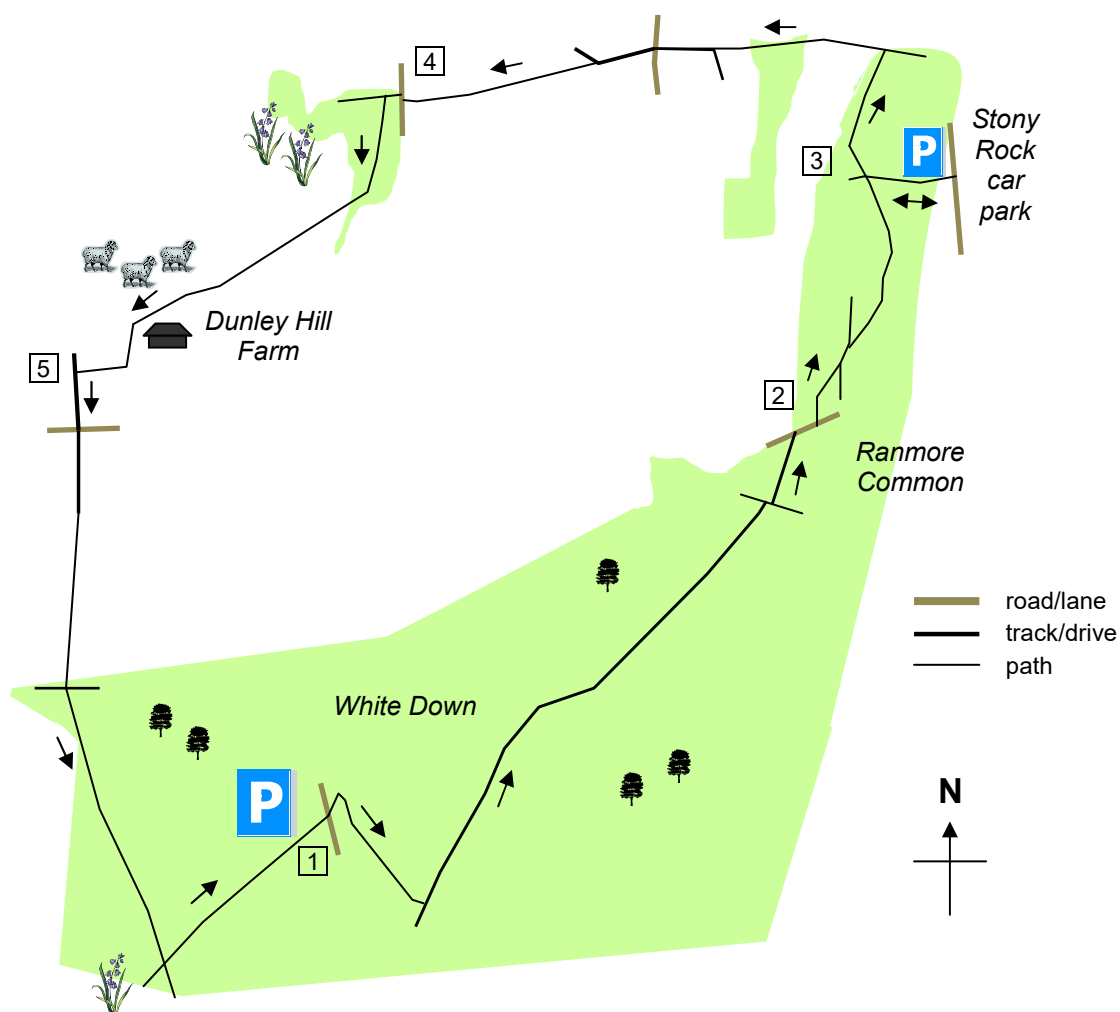 4
Stony
Rock
car
park
P
3
Dunley Hill
Farm
5
2
Ranmore
Common
road/lane
track/drive
path
White Down
P
1
N